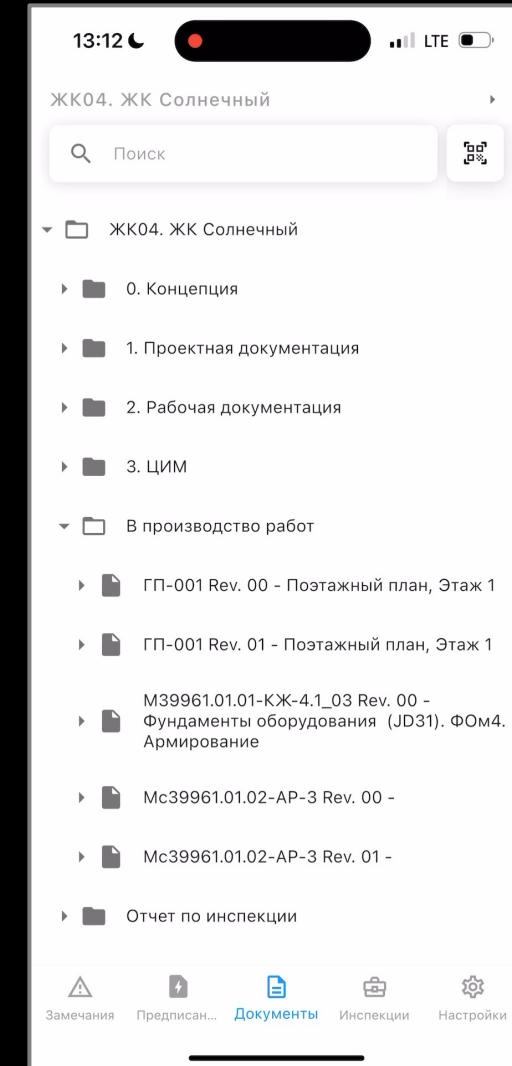 13:12
LTE
ЖК04. ЖК Солнечный
Поиск
ЖК04. ЖК Солнечный
0. Концепция
1. Проектная документация
2. Рабочая документация
3. ЦИМ
В производство работ
ГП-001 Rev. 00 - Поэтажный план, Этаж 1
ГП-001 Rev. 01 - Поэтажный план, Этаж 1
М39961.01.01-КЖ-4.1_03 Rev. 00 -
Фундаменты оборудования (JD31). ФОм4.
Армирование
Мс39961.01.02-АР-3 Rev. 00 -
Мс39961.01.02-АР-3 Rev. 01 -
Отчет по инспекции
Замечания Предписан... Документы Инспекции Настройки